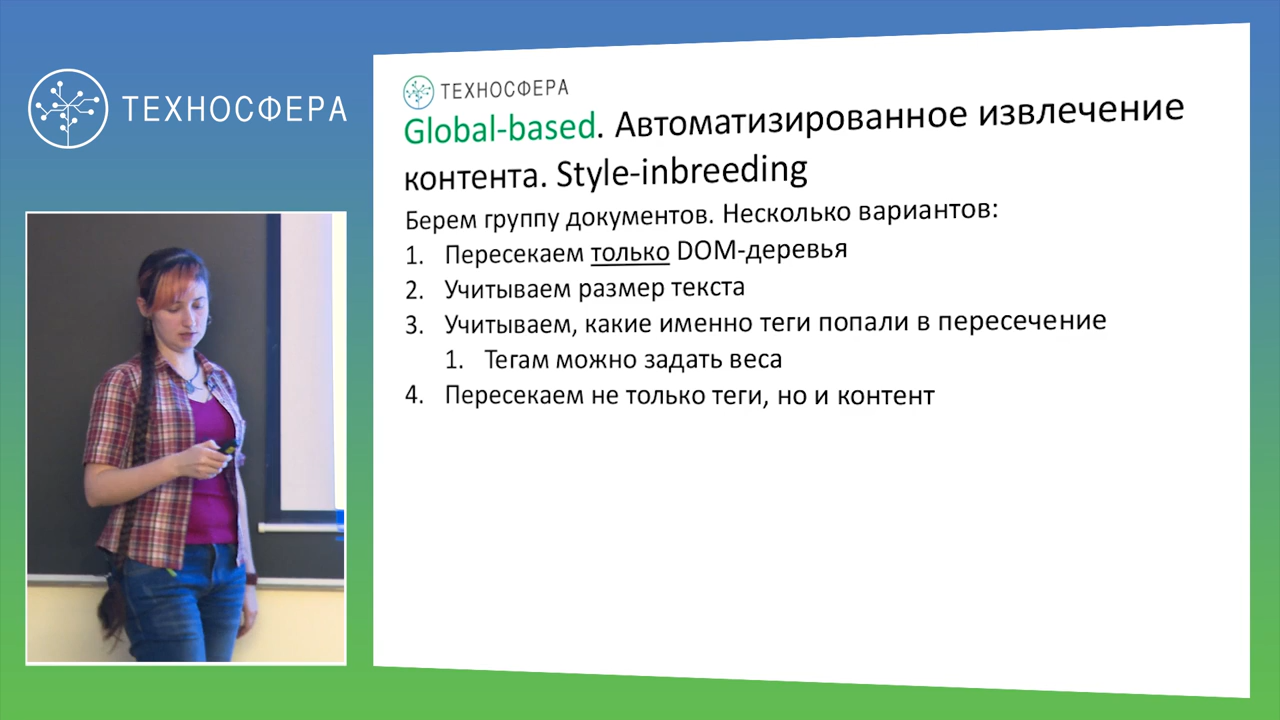 ТЕХНОСФЕРА
ТЕХНОСФЕРА
Global-based. Автоматизированное извлечение
контента. Style-inbreeding
Берем группу документов. Несколько вариантов:
1. Пересекаем только DOM-деревья
2. Учитываем размер текста
3. Учитываем, какие именно теги попали в пересечение
1. Тегам можно задать веса
4. Пересекаем не только теги, но и контент